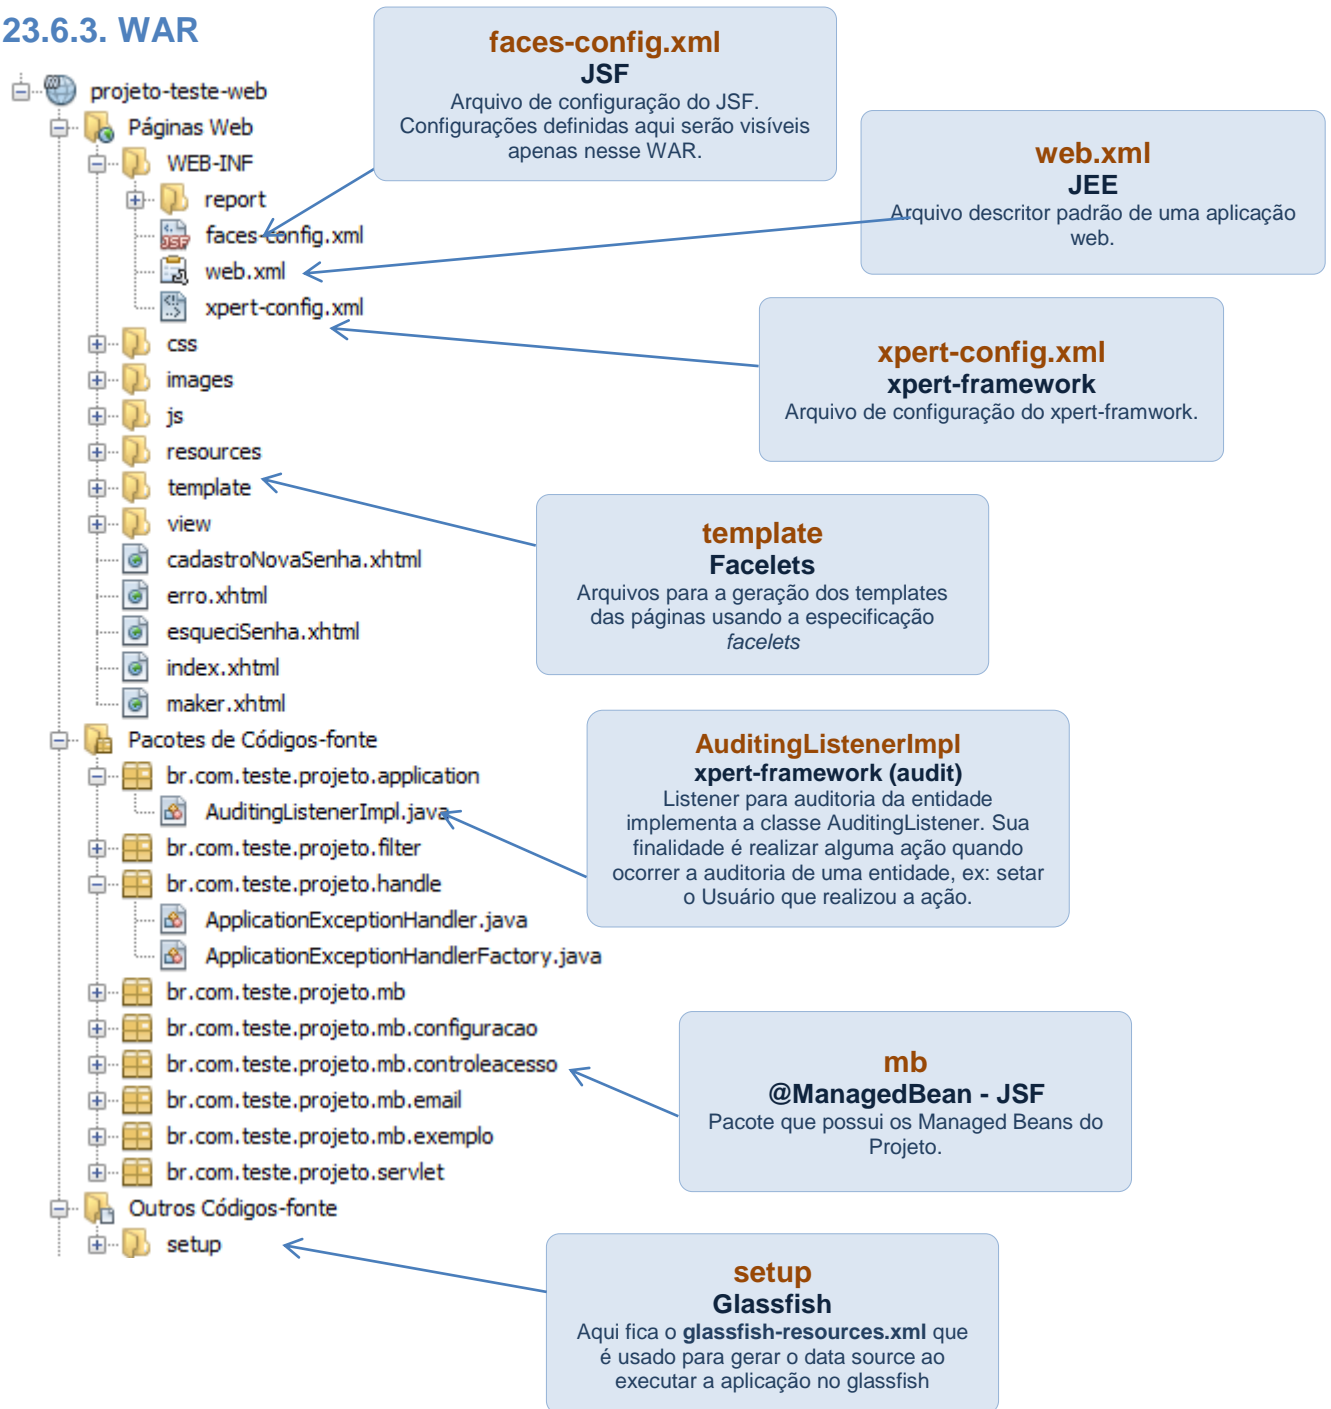 23.6.3. WAR
projeto-teste-web
Páginas Web
WEB-INF
report
faces-config.xml
web.xml
xpert-config.xml
css
images
js
resources
template
view
cadastroNovaSenha.xhtml
erro.xhtml
esqueciSenha.xhtml
index.xhtml
maker.xhtml
Pacotes de Códigos-fonte
br.com.teste.projeto.application
AuditingListenerImpl.java
br.com.teste.projeto.filter
br.com.teste.projeto.handle
ApplicationExceptionHandler.java
ApplicationExceptionHandlerFactory.java
br.com.teste.projeto.mb
br.com.teste.projeto.mb.configuracao
br.com.teste.projeto.mb.controleacesso
br.com.teste.projeto.mb.email
br.com.teste.projeto.mb.exemplo
br.com.teste.projeto.servlet
Outros Códigos-fonte
setup
faces-config.xml
JSF
Arquivo de configuração do JSF.
Configurações definidas aqui serão visíveis
apenas nesse WAR.
web.xml
JEE
Arquivo descritor padrão de uma aplicação
web.
xpert-config.xml
xpert-framework
Arquivo de configuração do xpert-framwork.
template
Facelets
Arquivos para a geração dos templates
das páginas usando a especificação
facelets
AuditingListenerImpl
xpert-framework (audit)
Listener para auditoria da entidade
implementa a classe AuditingListener. Sua
finalidade é realizar alguma ação quando
ocorrer a auditoria de uma entidade, ex: setar
o Usuário que realizou a ação.
mb
@ManagedBean - JSF
Pacote que possui os Managed Beans do
Projeto.
setup
Glassfish
Aqui fica o glassfish-resources.xml que
é usado para gerar o data source ao
executar a aplicação no glassfish